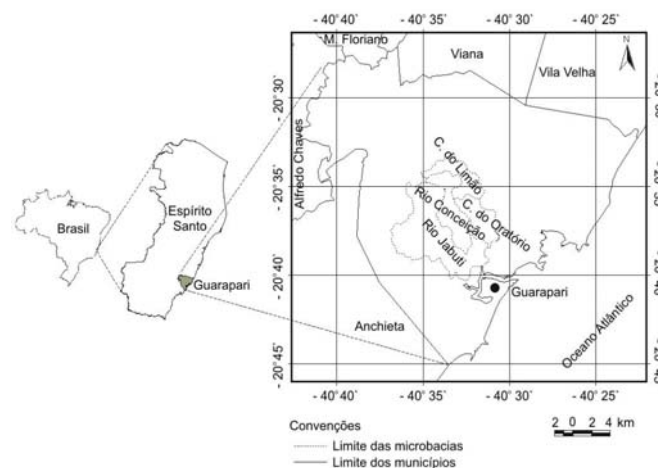 - 40°40' - 40°35' - 40°30' - 40°25'
M. Floriano
Viana
N
Vila Velha
- 20°30'
Alfredo Chaves
C. do Limão
- 20°35'
Brasil
Espírito
Santo
Rio Conceição
C. do Oratório
Rio Jabuti
- 20°40'
Guarapari
Guarapari
Anchieta
Oceano Atlântico
- 20°45'
- 40°40' - 40°35' - 40°30' - 40°25'
Convenções
Limite das microbacias
Limite dos municípios
2 0 2 4 km